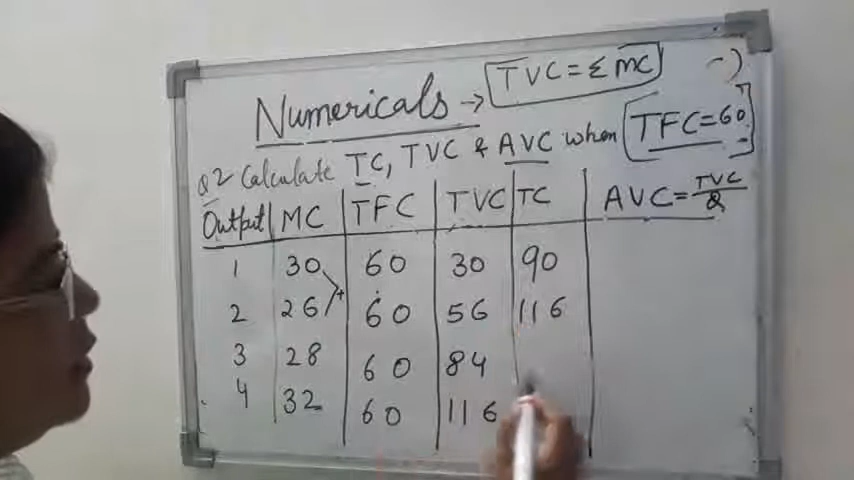 Numericals → TVC = Σ MC
Q2 Calculate TC, TVC & AVC when TFC = 60
Output MC TFC TVC TC AVC = TVC/Q
1 30 60 30 90
2 26 + 60 56 116
3 28 60 84
4 32 60 116